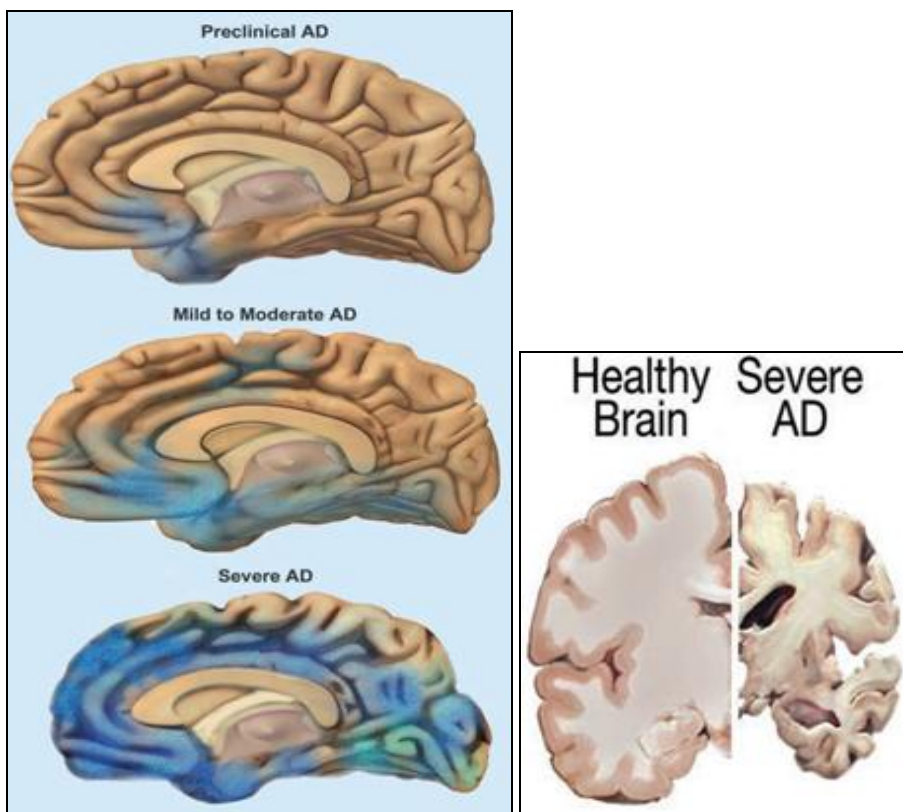 Preclinical AD
Mild to Moderate AD
Severe AD
Healthy
Brain
Severe
AD